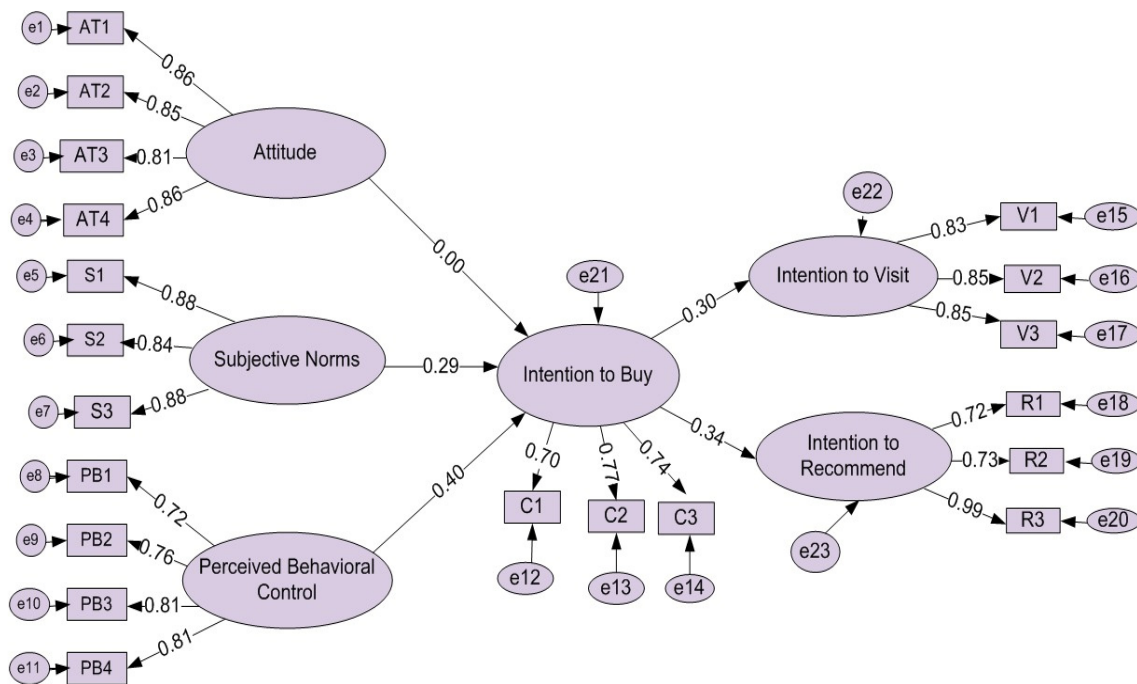 e1
AT1
0.86
e2
AT2
0.85
e3
AT3
0.81
e4
AT4
0.86
Attitude
0.00
e5
S1
0.88
e6
S2
0.84
e7
S3
0.88
Subjective Norms
0.29
e8
PB1
0.72
e9
PB2
0.76
e10
PB3
0.81
e11
PB4
0.81
Perceived Behavioral
Control
0.40
e21
Intention to Buy
0.70
0.77
0.74
C1
C2
C3
e12
e13
e14
0.30
0.34
e22
Intention to Visit
0.83
V1
e15
0.85
V2
e16
0.85
V3
e17
Intention to
Recommend
e23
0.72
R1
e18
0.73
R2
e19
0.99
R3
e20